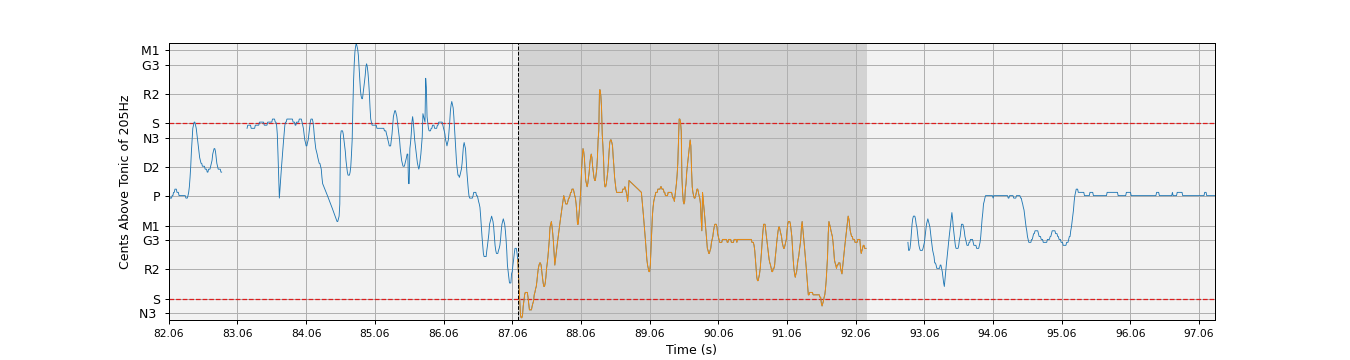 M1
G3
R2
S
N3
D2
P
M1
G3
R2
S
N3
Cents Above Tonic of 205Hz
82.06 83.06 84.06 85.06 86.06 87.06 88.06 89.06 90.06 91.06 92.06 93.06 94.06 95.06 96.06 97.06
Time (s)